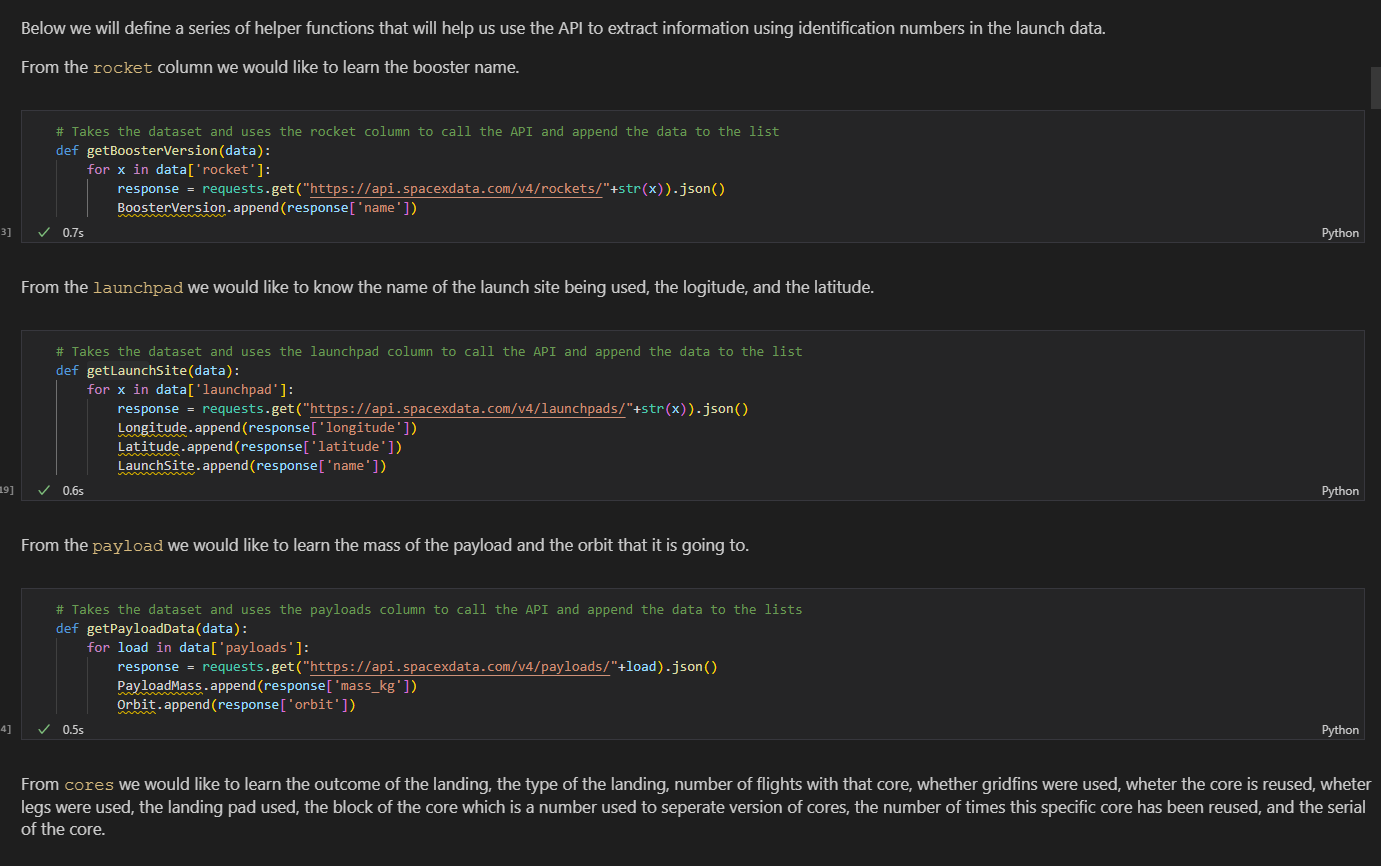 Below we will define a series of helper functions that will help us use the API to extract information using identification numbers in the launch data.
From the rocket column we would like to learn the booster name.
# Takes the dataset and uses the rocket column to call the API and append the data to the list
def getBoosterVersion(data):
for x in data['rocket']:
response = requests.get("https://api.spacexdata.com/v4/rockets/"+str(x)).json()
BoosterVersion.append(response['name'])
3] ✓ 0.7s Python
From the launchpad we would like to know the name of the launch site being used, the logitude, and the latitude.
# Takes the dataset and uses the launchpad column to call the API and append the data to the list
def getLaunchSite(data):
for x in data['launchpad']:
response = requests.get("https://api.spacexdata.com/v4/launchpads/"+str(x)).json()
Longitude.append(response['longitude'])
Latitude.append(response['latitude'])
LaunchSite.append(response['name'])
19] ✓ 0.6s Python
From the payload we would like to learn the mass of the payload and the orbit that it is going to.
# Takes the dataset and uses the payloads column to call the API and append the data to the lists
def getPayloadData(data):
for load in data['payloads']:
response = requests.get("https://api.spacexdata.com/v4/payloads/"+load).json()
PayloadMass.append(response['mass_kg'])
Orbit.append(response['orbit'])
4] ✓ 0.5s Python
From cores we would like to learn the outcome of the landing, the type of the landing, number of flights with that core, whether gridfins were used, wheter the core is reused, wheter
legs were used, the landing pad used, the block of the core which is a number used to seperate version of cores, the number of times this specific core has been reused, and the serial
of the core.